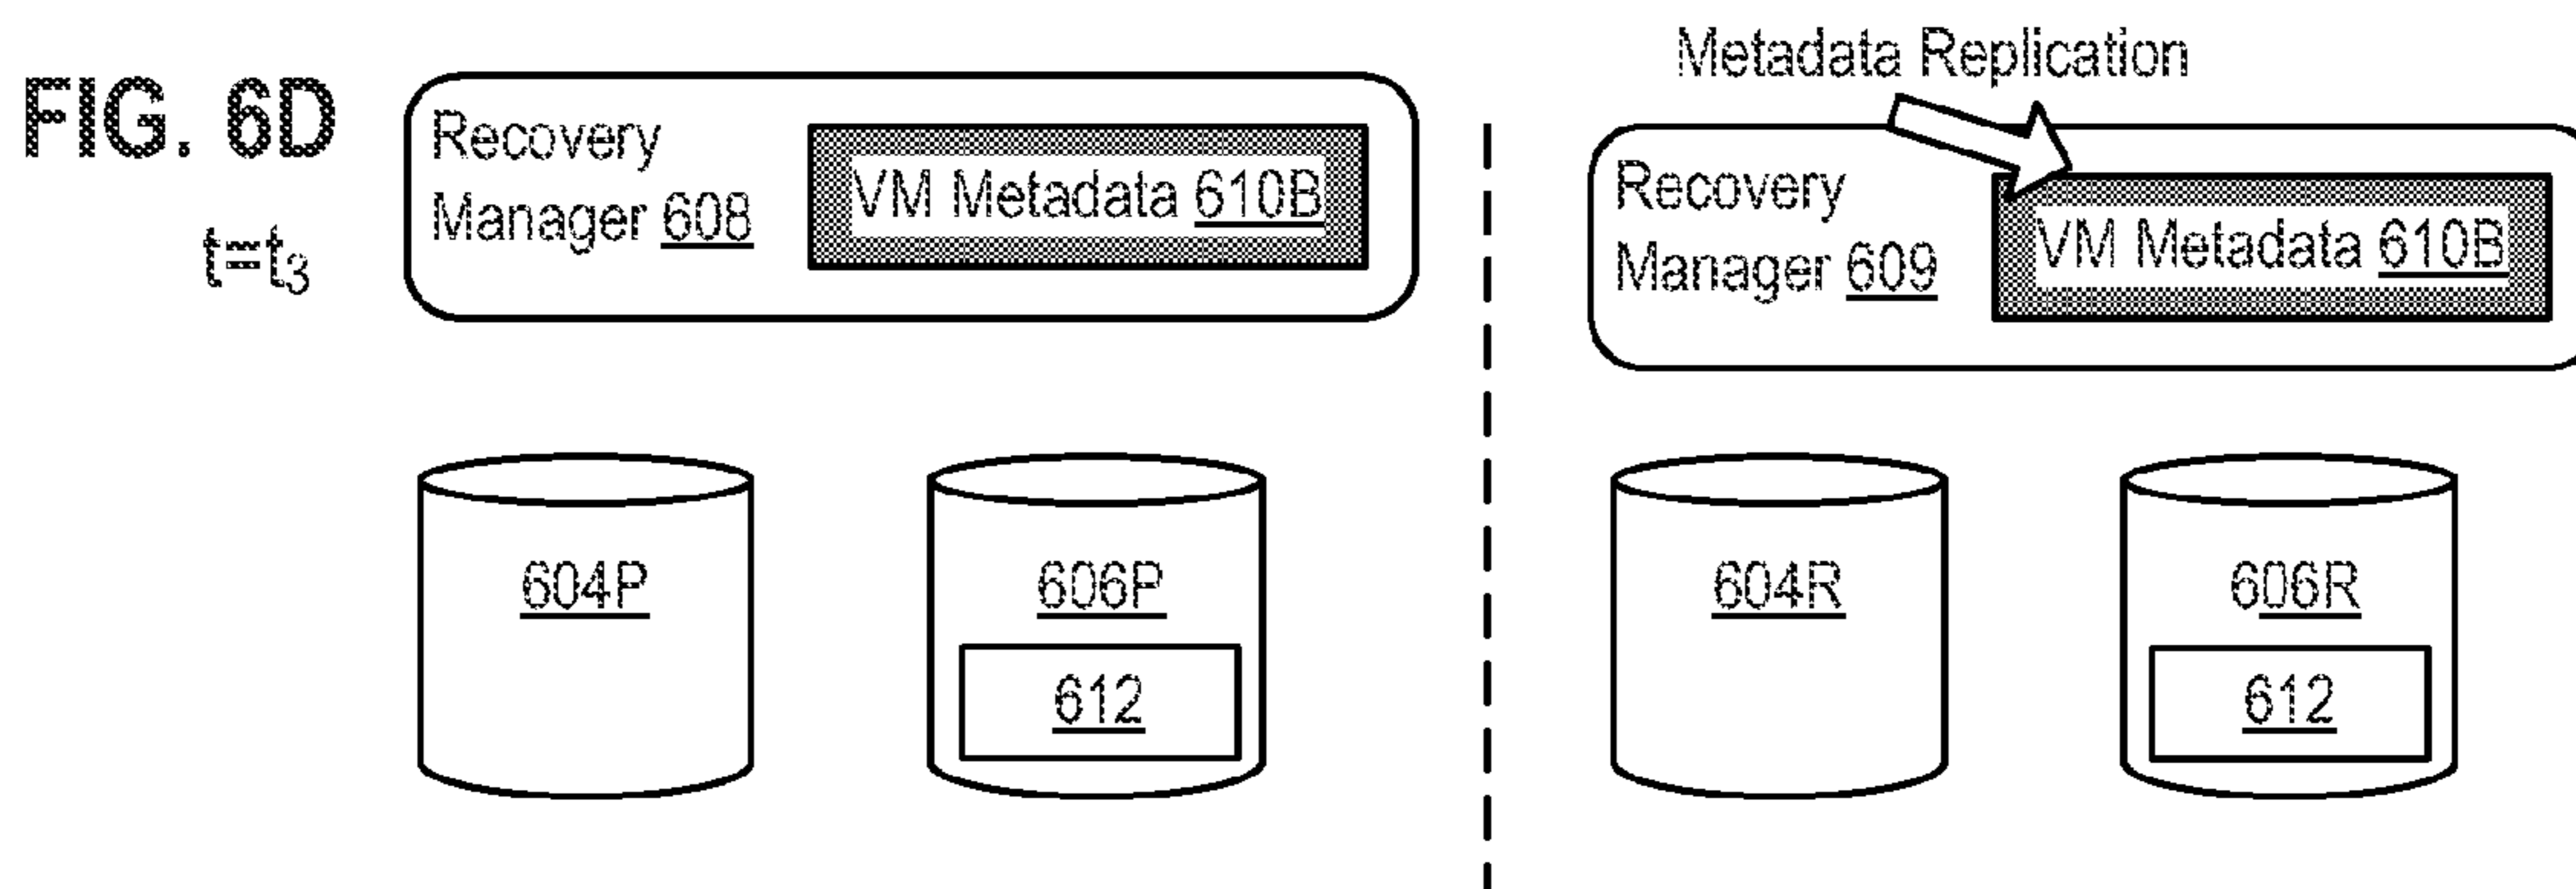 FIG. 6D
t=t3
Recovery
Manager 608
VM Metadata 610B
Metadata Replication
Recovery
Manager 609
VM Metadata 610B
604P
606P
612
604R
606R
612